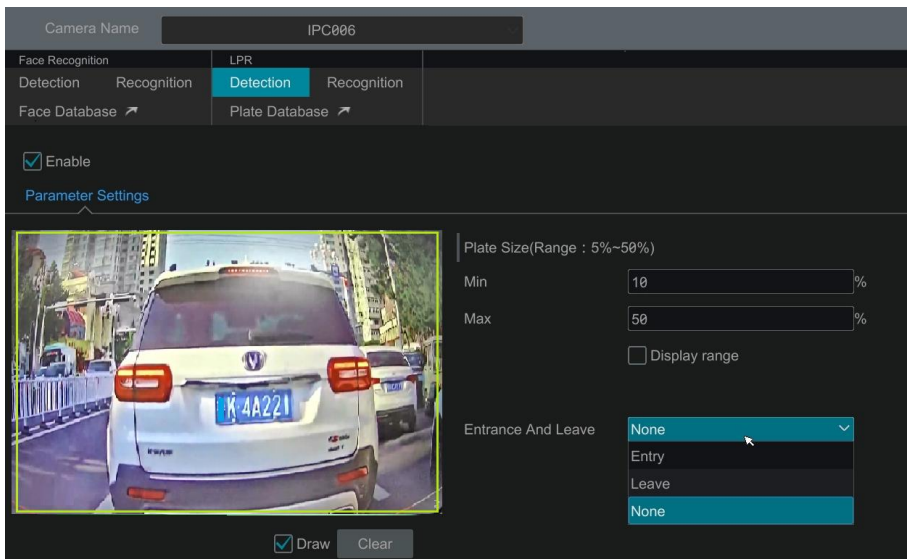 Camera Name IPC006
Face Recognition LPR
Detection Recognition Detection Recognition
Face Database Plate Database
Enable
Parameter Settings
Plate Size(Range : 5%~50%)
Min 10 %
Max 50 %
Display range
K·4A221
Entrance And Leave None
Entry
Leave
None
Draw Clear